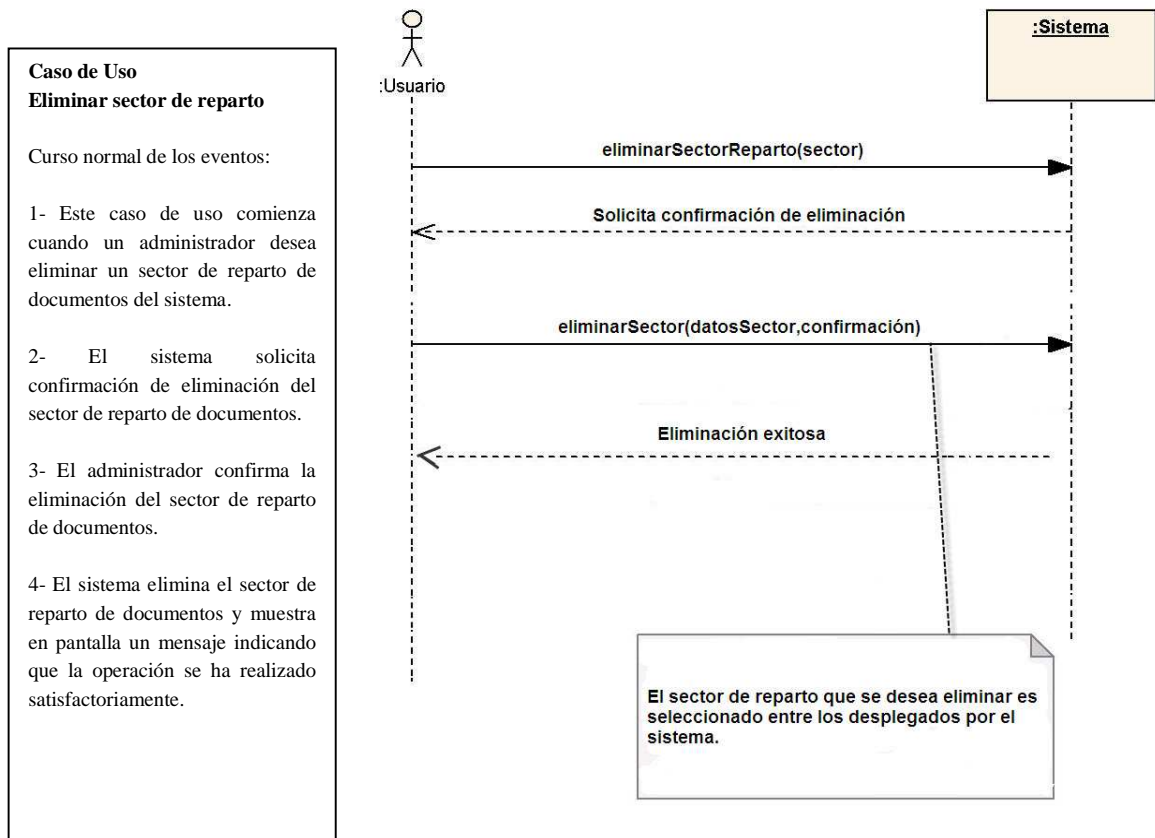 Caso de Uso
Eliminar sector de reparto
Curso normal de los eventos:
1- Este caso de uso comienza
cuando un administrador desea
eliminar un sector de reparto de
documentos del sistema.
2- El sistema solicita
confirmación de eliminación del
sector de reparto de documentos.
3- El administrador confirma la
eliminación del sector de reparto
de documentos.
4- El sistema elimina el sector de
reparto de documentos y muestra
en pantalla un mensaje indicando
que la operación se ha realizado
satisfactoriamente.
:Usuario
:Sistema
eliminarSectorReparto(sector)
Solicita confirmación de eliminación
eliminarSector(datosSector,confirmación)
Eliminación exitosa
El sector de reparto que se desea eliminar es
seleccionado entre los desplegados por el
sistema.